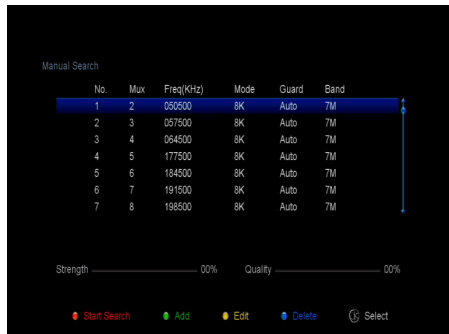 Manual Search
No. Mux Freq(KHz) Mode Guard Band
1 2 050500 8K Auto 7M
2 3 057500 8K Auto 7M
3 4 064500 8K Auto 7M
4 5 177500 8K Auto 7M
5 6 184500 8K Auto 7M
6 7 191500 8K Auto 7M
7 8 198500 8K Auto 7M
Strength 00% Quality 00%
Start Search Add Edit Delete Select